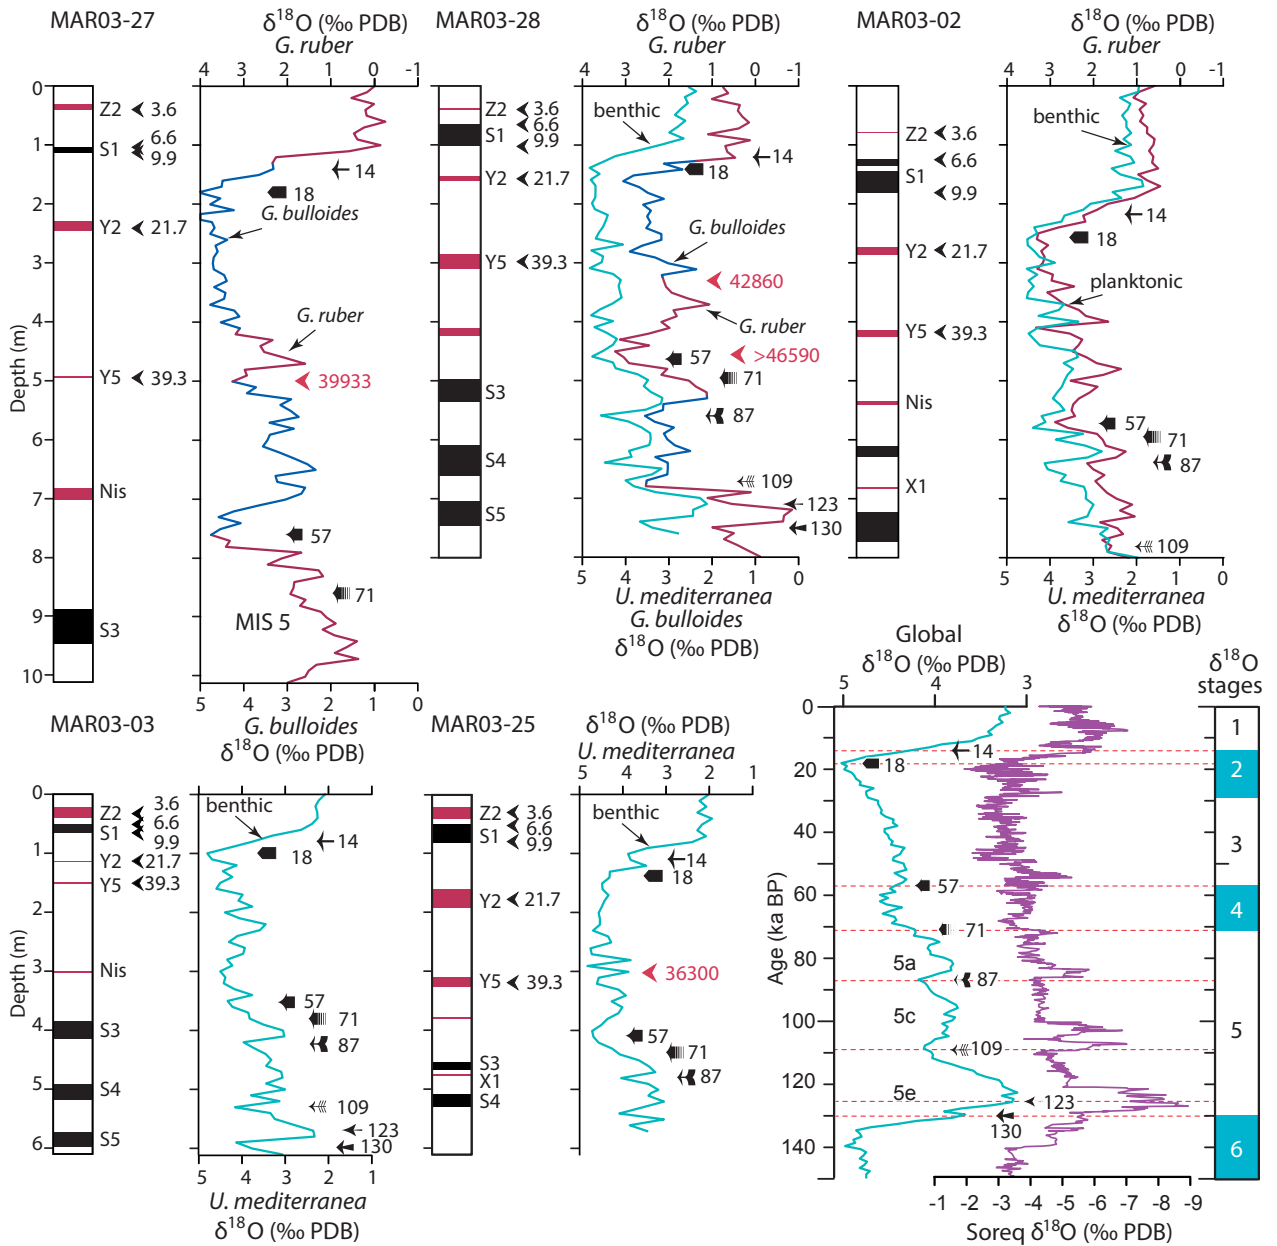 MAR03-27
δ18O (‰ PDB)
G. ruber
4 3 2 1 0 -1
0
1
2
3
4
5
6
7
8
9
10
Depth (m)
Z2 3.6
6.6
S1
9.9
Y2 21.7
Y5 39.3
Nis
S3
14
18
G. bulloides
G. ruber
39933
57
71
MIS 5
5 4 3 2 1 0
G. bulloides
δ18O (‰ PDB)
MAR03-28
δ18O (‰ PDB)
G. ruber
4 3 2 1 0 -1
Z2 3.6
6.6
S1
9.9
Y2 21.7
Y5 39.3
S3
S4
S5
benthic
14
18
G. bulloides
42860
G. ruber
57
>46590
71
87
109
123
130
5 4 3 2 1 0
U. mediterranea
G. bulloides
δ18O (‰ PDB)
MAR03-02
δ18O (‰ PDB)
G. ruber
4 3 2 1 0 -1
Z2 3.6
6.6
S1
9.9
Y2 21.7
Y5 39.3
Nis
X1
benthic
14
18
planktonic
57
71
87
109
5 4 3 2 1 0
U. mediterranea
δ18O (‰ PDB)
MAR03-03
0
1
2
3
4
5
6
Depth (m)
3.6
Z2
6.6
S1
9.9
Y2 21.7
Y5 39.3
Nis
S3
S4
S5
benthic
14
18
57
71
87
109
123
130
5 4 3 2 1
U. mediterranea
δ18O (‰ PDB)
MAR03-25
δ18O (‰ PDB)
U. mediterranea
5 4 3 2 1
Z2 3.6
6.6
S1
9.9
Y2 21.7
Y5 39.3
S3
X1
S4
benthic
14
18
36300
57
71
87
Global
δ18O (‰ PDB)
5 4 3
δ18O
stages
0
20
40
60
80
100
120
140
Age (ka BP)
14
18
57
71
5a
87
5c
109
5e
123
130
1
2
3
4
5
6
-1 -2 -3 -4 -5 -6 -7 -8 -9
Soreq δ18O (‰ PDB)